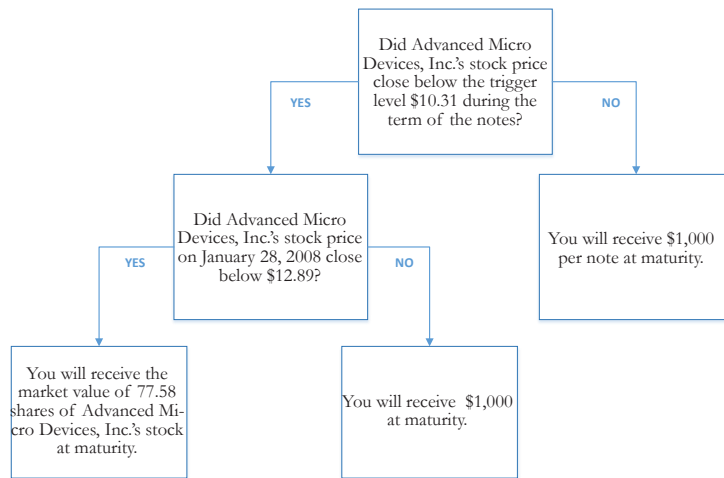 Did Advanced Micro
Devices, Inc.'s stock price
close below the trigger
level $10.31 during the
term of the notes?
YES
NO
Did Advanced Micro
Devices, Inc.'s stock price
on January 28, 2008 close
below $12.89?
You will receive $1,000
per note at maturity.
YES
NO
You will receive the
market value of 77.58
shares of Advanced Mi-
cro Devices, Inc.'s stock
at maturity.
You will receive $1,000
at maturity.